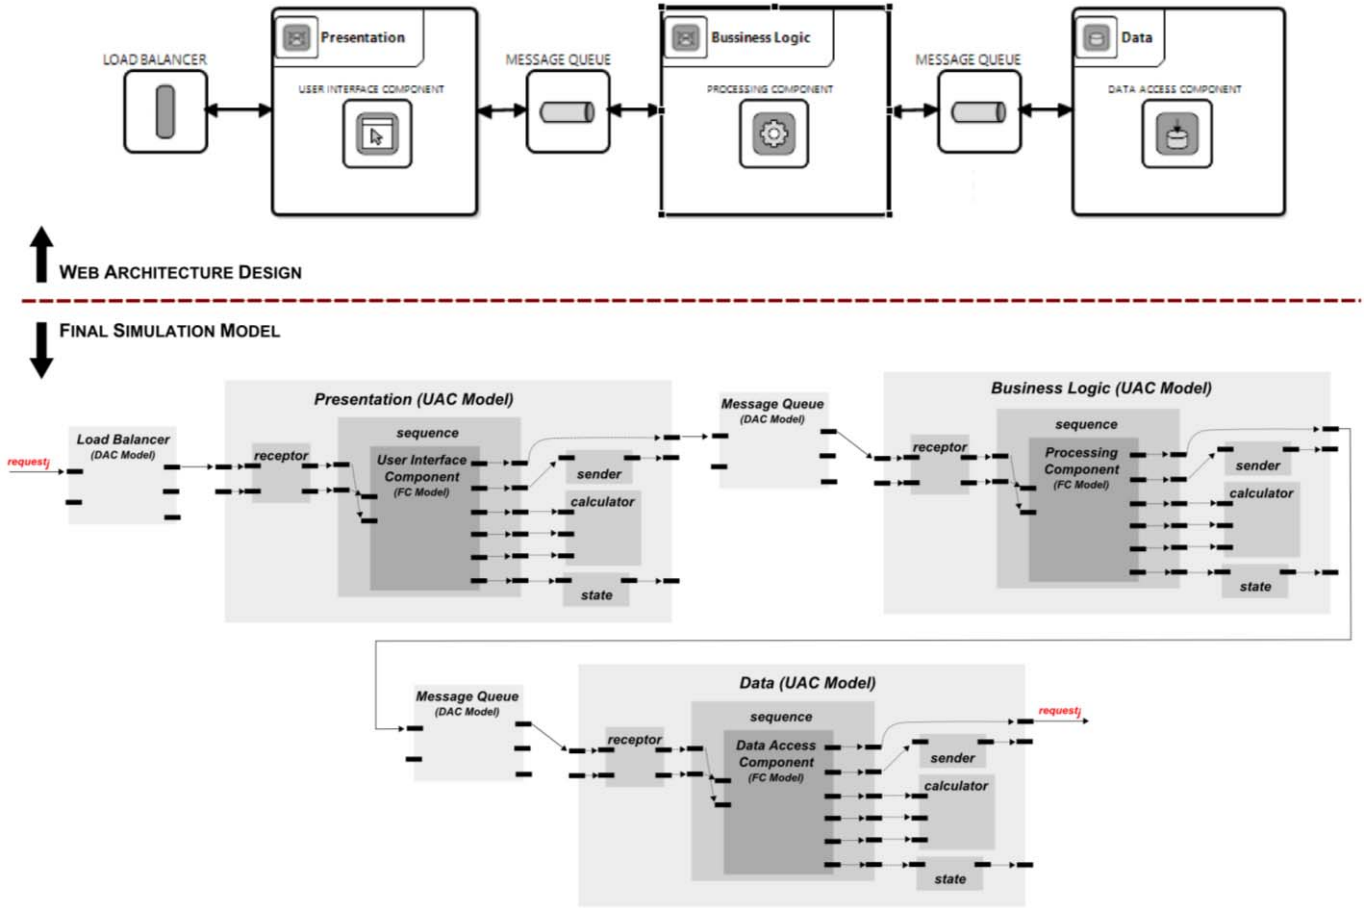 Presentation
Bussiness Logic
Data
LOAD BALANCER
MESSAGE QUEUE
MESSAGE QUEUE
USER INTERFACE COMPONENT
PROCESSING COMPONENT
DATA ACCESS COMPONENT
WEB ARCHITECTURE DESIGN
FINAL SIMULATION MODEL
Presentation (UAC Model)
Message Queue
(DAC Model)
Business Logic (UAC Model)
Load Balancer
(DAC Model)
requestj
receptor
sequence
User Interface
Component
(FC Model)
sender
calculator
state
receptor
sequence
Processing
Component
(FC Model)
sender
calculator
state
Message Queue
(DAC Model)
Data (UAC Model)
receptor
sequence
Data Access
Component
(FC Model)
sender
calculator
state
requestj